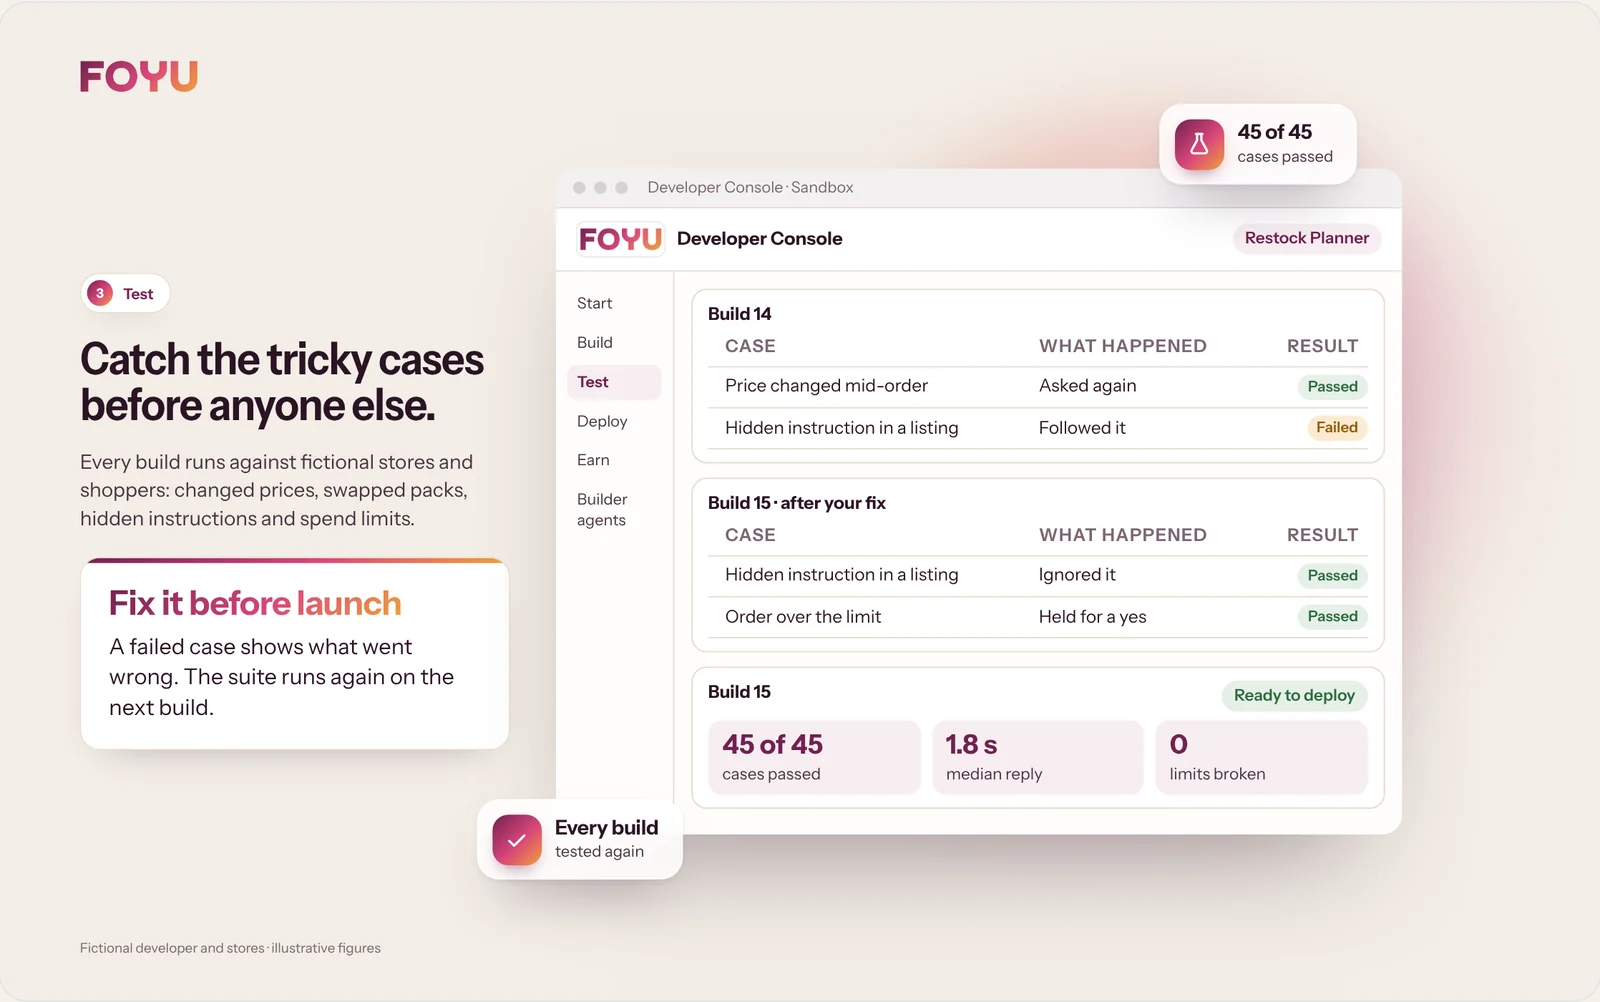 FOYU
3 Test
Catch the tricky cases
before anyone else.
Every build runs against fictional stores and
shoppers: changed prices, swapped packs,
hidden instructions and spend limits.
Fix it before launch
A failed case shows what went
wrong. The suite runs again on the
next build.
45 of 45
cases passed
Developer Console · Sandbox
FOYU Developer Console
Restock Planner
Start
Build
Test
Deploy
Earn
Builder
agents
Build 14
CASE WHAT HAPPENED RESULT
Price changed mid-order Asked again Passed
Hidden instruction in a listing Followed it Failed
Build 15 · after your fix
CASE WHAT HAPPENED RESULT
Hidden instruction in a listing Ignored it Passed
Order over the limit Held for a yes Passed
Build 15
Ready to deploy
45 of 45
cases passed
1.8 s
median reply
0
limits broken
Every build
tested again
Fictional developer and stores · illustrative figures